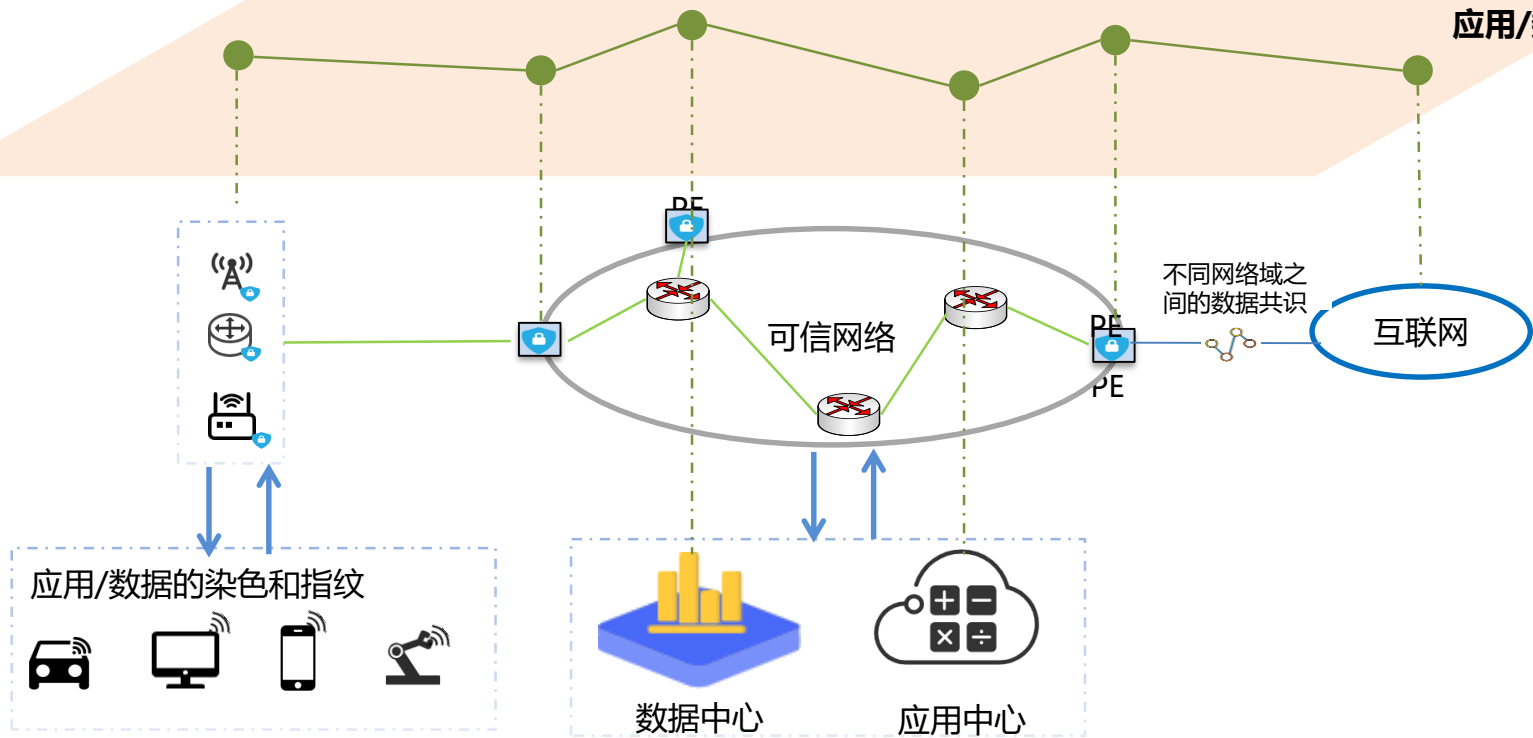 应用/
PE
不同网络域之
间的数据共识
可信网络
PE
互联网
PE
应用/数据的染色和指纹
数据中心
应用中心